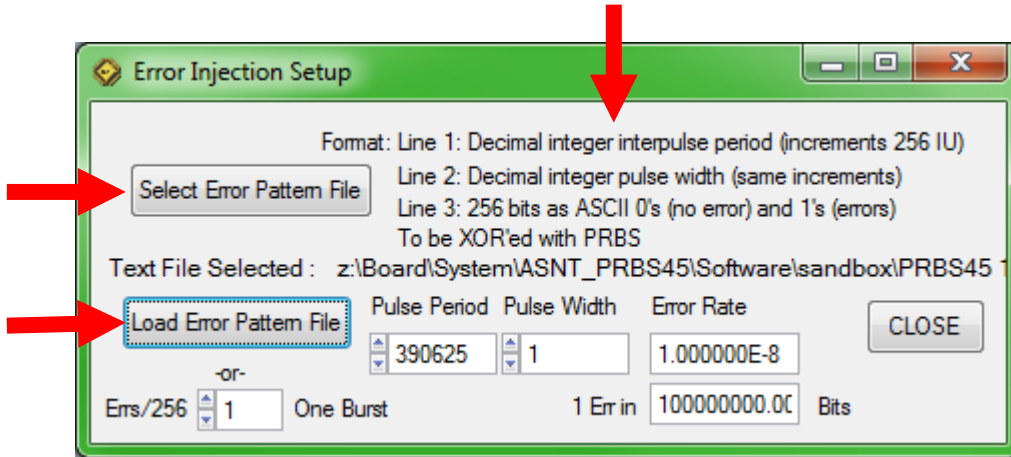 Error Injection Setup
Format: Line 1: Decimal integer interpulse period (increments 256 IU)
Select Error Pattern File
Line 2: Decimal integer pulse width (same increments)
Line 3: 256 bits as ASCII 0's (no error) and 1's (errors)
To be XOR'ed with PRBS
Text File Selected : z:\Board\System\ASNT_PRBS45\Software\sandbox\PRBS45 1
Load Error Pattern File
Pulse Period Pulse Width Error Rate
390625 1 1.000000E-8
CLOSE
-or-
Errs/256 1 One Burst 1 Err in 100000000.00 Bits